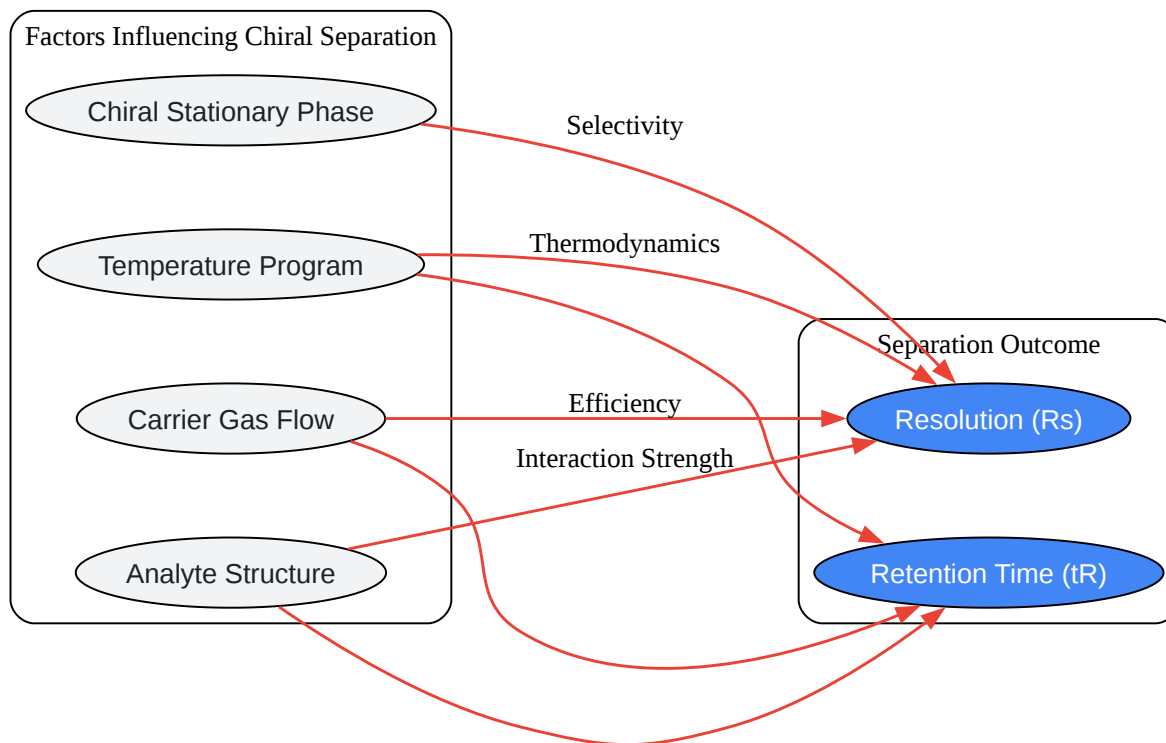 Factors Influencing Chiral Separation
Chiral Stationary Phase
Selectivity
Temperature Program
Thermodynamics
Separation Outcome
Carrier Gas Flow
Efficiency
Resolution (Rs)
Interaction Strength
Analyte Structure
Retention Time (tR)